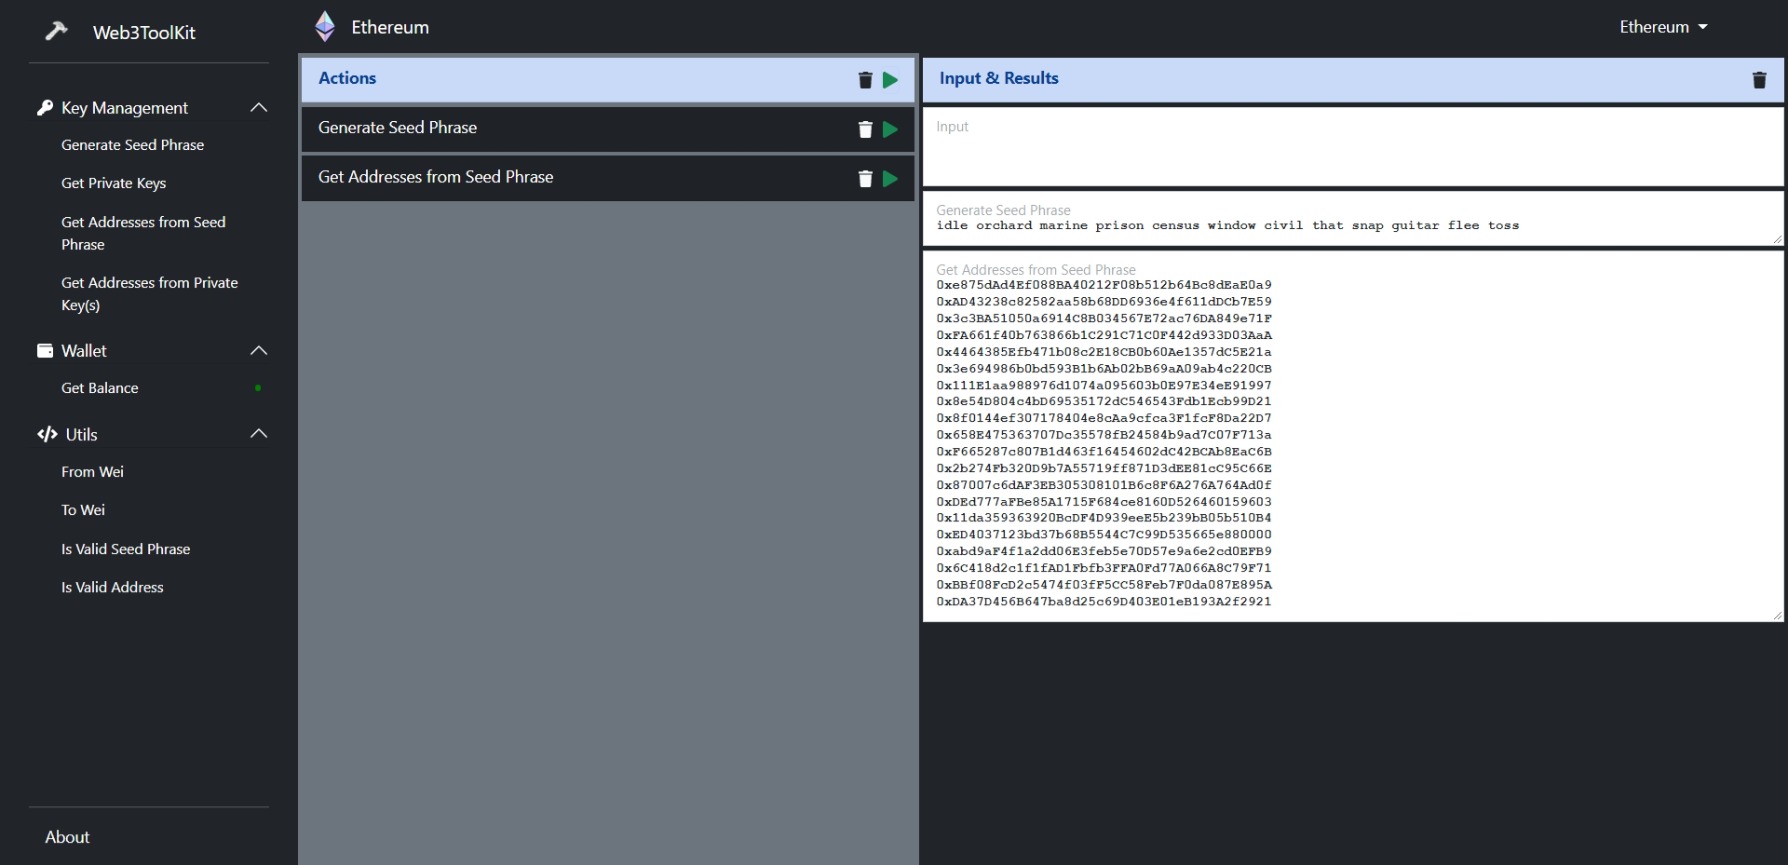 Web3ToolKit
Key Management
Generate Seed Phrase
Get Private Keys
Get Addresses from Seed
Phrase
Get Addresses from Private
Key(s)
Wallet
Get Balance
Utils
From Wei
To Wei
Is Valid Seed Phrase
Is Valid Address
About
Ethereum
Ethereum
Actions
Generate Seed Phrase
Get Addresses from Seed Phrase
Input & Results
Input
Generate Seed Phrase
idle orchard marine prison census window civil that snap guitar flee toss
Get Addresses from Seed Phrase
0xe875dAd4Ef088BA40212F08b512b64Bc8dEaE0a9
0xAD43238c82582aa58b68DD6936e4f611dDCb7E59
0x3c3BA51050a6914C8B034567E72ac76DA849e71F
0xFA661f40b763866b1C291C71C0F442d933D03AaA
0x4464385Efb471b08c2E18CB0b60Ae1357dC5E21a
0x3e694986b0bd593B1b6Ab02bB69aA09ab4c220CB
0x111E1aa988976d1074a095603b0E97E34eE91997
0x8e54D804c4bD69535172dC546543Fdb1Ecb99D21
0x8f0144ef307178404e8cAa9cfca3F1fcF8Da22D7
0x658E475363707Dc35578fB24584b9ad7C07F713a
0xF665287c807B1d463f16454602dC42BCAb8EaC6B
0x2b274Fb320D9b7A55719ff871D3dEE81cC95C66E
0x87007c6dAF3EB305308101B6c8F6A276A764Ad0f
0xDEd777aFBe85A1715F684ce8160D526460159603
0x11da359363920BcDF4D939eeE5b239bB05b510B4
0xED4037123bd37b68B5544C7C99D535665e880000
0xabd9aF4f1a2dd06E3feb5e70D57e9a6e2cd0EFB9
0x6C418d2c1f1fAD1Fbfb3FFA0Fd77A066A8C79F71
0xBBf08FcD2c5474f03fF5CC58Feb7F0da087E895A
0xDA37D456B647ba8d25c69D403E01eB193A2f2921